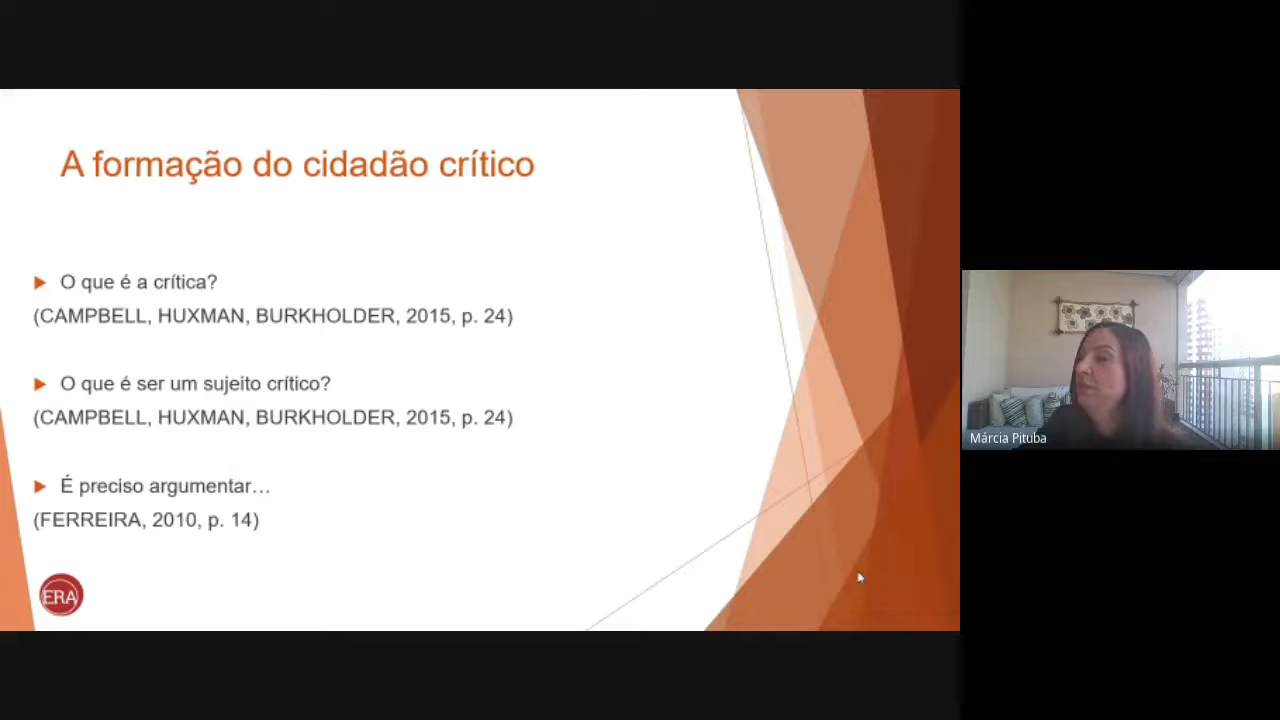 A formação do cidadão crítico
O que é a crítica?
(CAMPBELL, HUXMAN, BURKHOLDER, 2015, p. 24)
O que é ser um sujeito crítico?
(CAMPBELL, HUXMAN, BURKHOLDER, 2015, p. 24)
É preciso argumentar...
(FERREIRA, 2010, p. 14)
ERA
Márcia Pituba